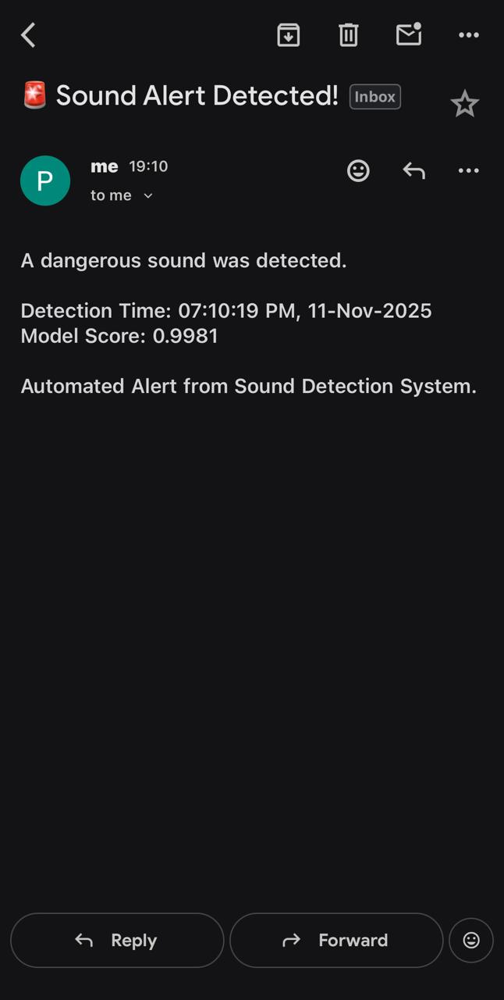 🚨 Sound Alert Detected! Inbox
P
me 19:10
to me
A dangerous sound was detected.
Detection Time: 07:10:19 PM, 11-Nov-2025
Model Score: 0.9981
Automated Alert from Sound Detection System.
Reply
Forward